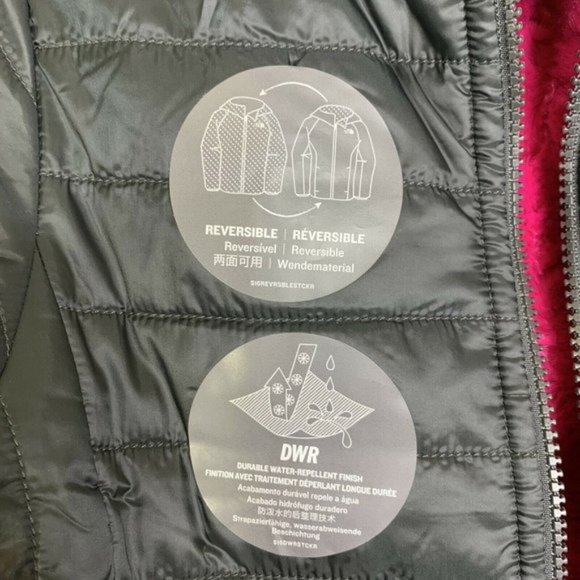 REVERSIBLE | RÉVERSIBLE
Reversível | Reversible
两面可用 | Wendematerial
SIGREVRSBLESTCKR
DWR
DURABLE WATER-REPELLENT FINISH
FINITION AVEC TRAITEMENT DÉPERLANT LONGUE DURÉE
Acabamento durável repele a água
Acabado hidrófugo duradero
防泼水的后整理技术
Strapazierfähige, wasserabweisende
Beschichtung
SIGDWRSTCKR